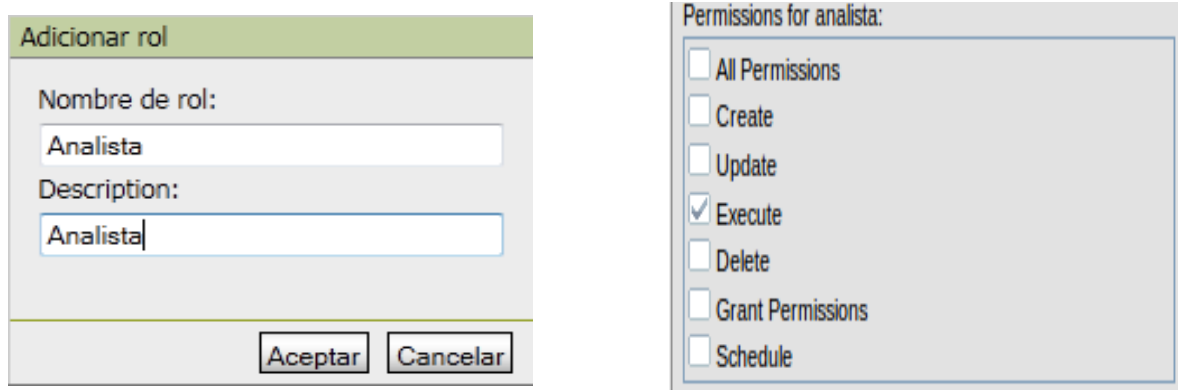 Adicionar rol
Nombre de rol:
Analista
Description:
Analista
Aceptar
Cancelar
Permissions for analista:
All Permissions
Create
Update
Execute
Delete
Grant Permissions
Schedule